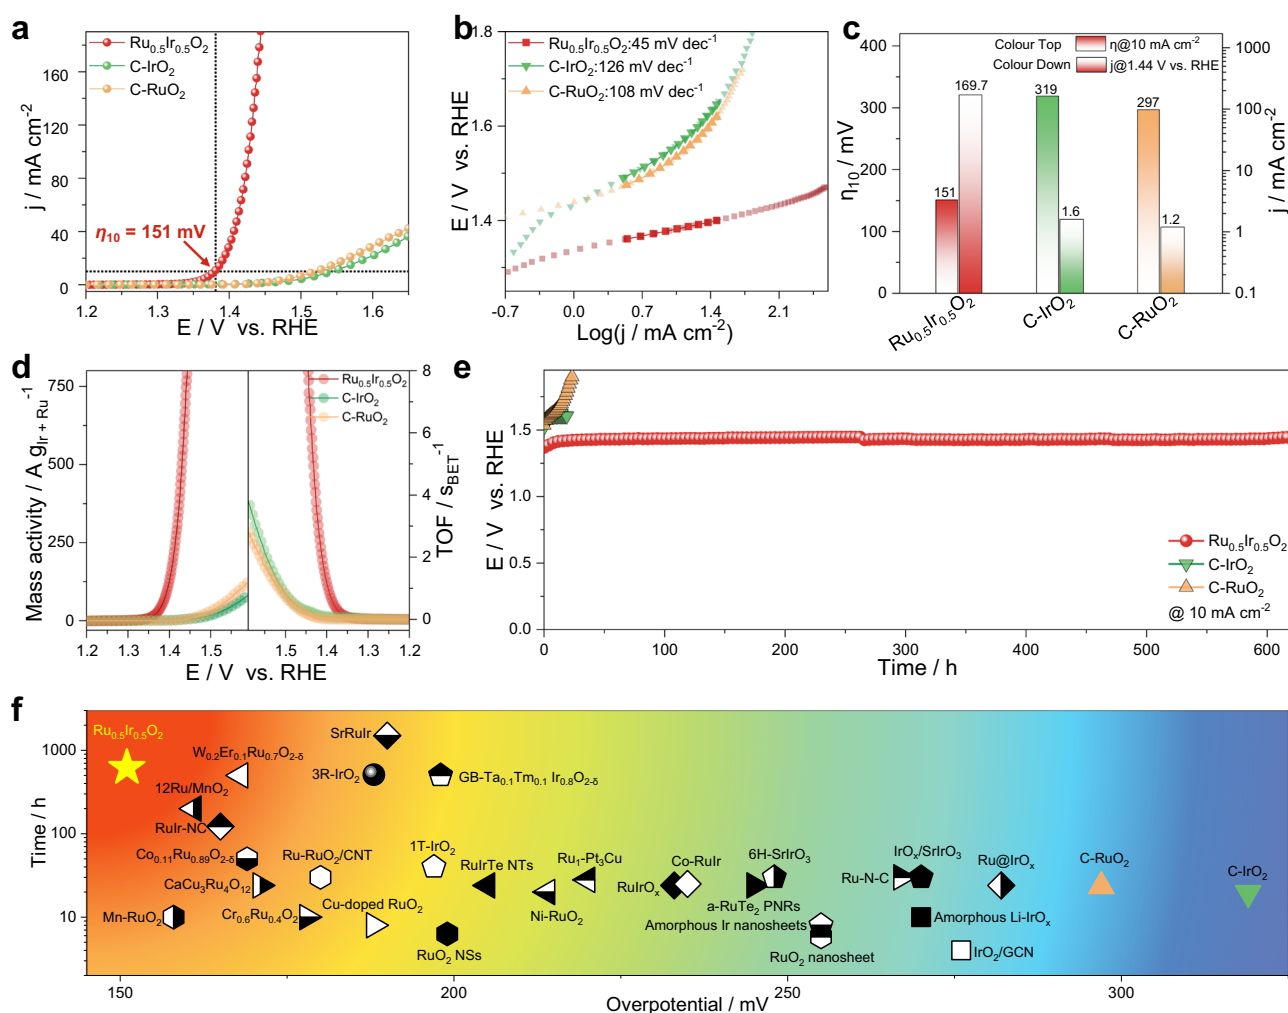 a
Ru0.5Ir0.5O2
C-IrO2
C-RuO2
η10 = 151 mV
160
120
80
40
0
j / mA cm-2
1.2 1.3 1.4 1.5 1.6
E / V vs. RHE
b
Ru0.5Ir0.5O2:45 mV dec-1
C-IrO2:126 mV dec-1
C-RuO2:108 mV dec-1
1.8
1.6
1.4
E / V vs. RHE
-0.7 0.0 0.7 1.4 2.1
Log(j / mA cm-2)
c
Colour Top η@10 mA cm-2
Colour Down j@1.44 V vs. RHE
400
300
200
100
0
η10 / mV
1000
100
10
1
0.1
j / mA cm-2
151
169.7
319
1.6
297
1.2
Ru0.5Ir0.5O2
C-IrO2
C-RuO2
d
Ru0.5Ir0.5O2
C-IrO2
C-RuO2
750
500
250
0
Mass activity / A gIr + Ru-1
8
6
4
2
0
TOF / sBET-1
1.2 1.3 1.4 1.5 1.5 1.4 1.3 1.2
E / V vs. RHE
e
1.5
1.0
0.5
0.0
E / V vs. RHE
Ru0.5Ir0.5O2
C-IrO2
C-RuO2
@ 10 mA cm-2
0 100 200 300 400 500 600
Time / h
f
Ru0.5Ir0.5O2
SrRuIr
W0.2Er0.1Ru0.7O2-δ
3R-IrO2
GB-Ta0.1Tm0.1 Ir0.8O2-δ
12Ru/MnO2
RuIr-NC
Co0.11Ru0.89O2-δ
Ru-RuO2/CNT
1T-IrO2
RuIrTe NTs
Ru1-Pt3Cu
Co-RuIr
6H-SrIrO3
IrOx/SrIrO3
Ru@IrOx
C-RuO2
C-IrO2
CaCu3Ru4O12
RuIrOx
Ru-N-C
Mn-RuO2
Cr0.6Ru0.4O2
Cu-doped RuO2
Ni-RuO2
a-RuTe2 PNRs
Amorphous Ir nanosheets
Amorphous Li-IrOx
RuO2 NSs
RuO2 nanosheet
IrO2/GCN
1000
100
10
Time / h
150 200 250 300
Overpotential / mV